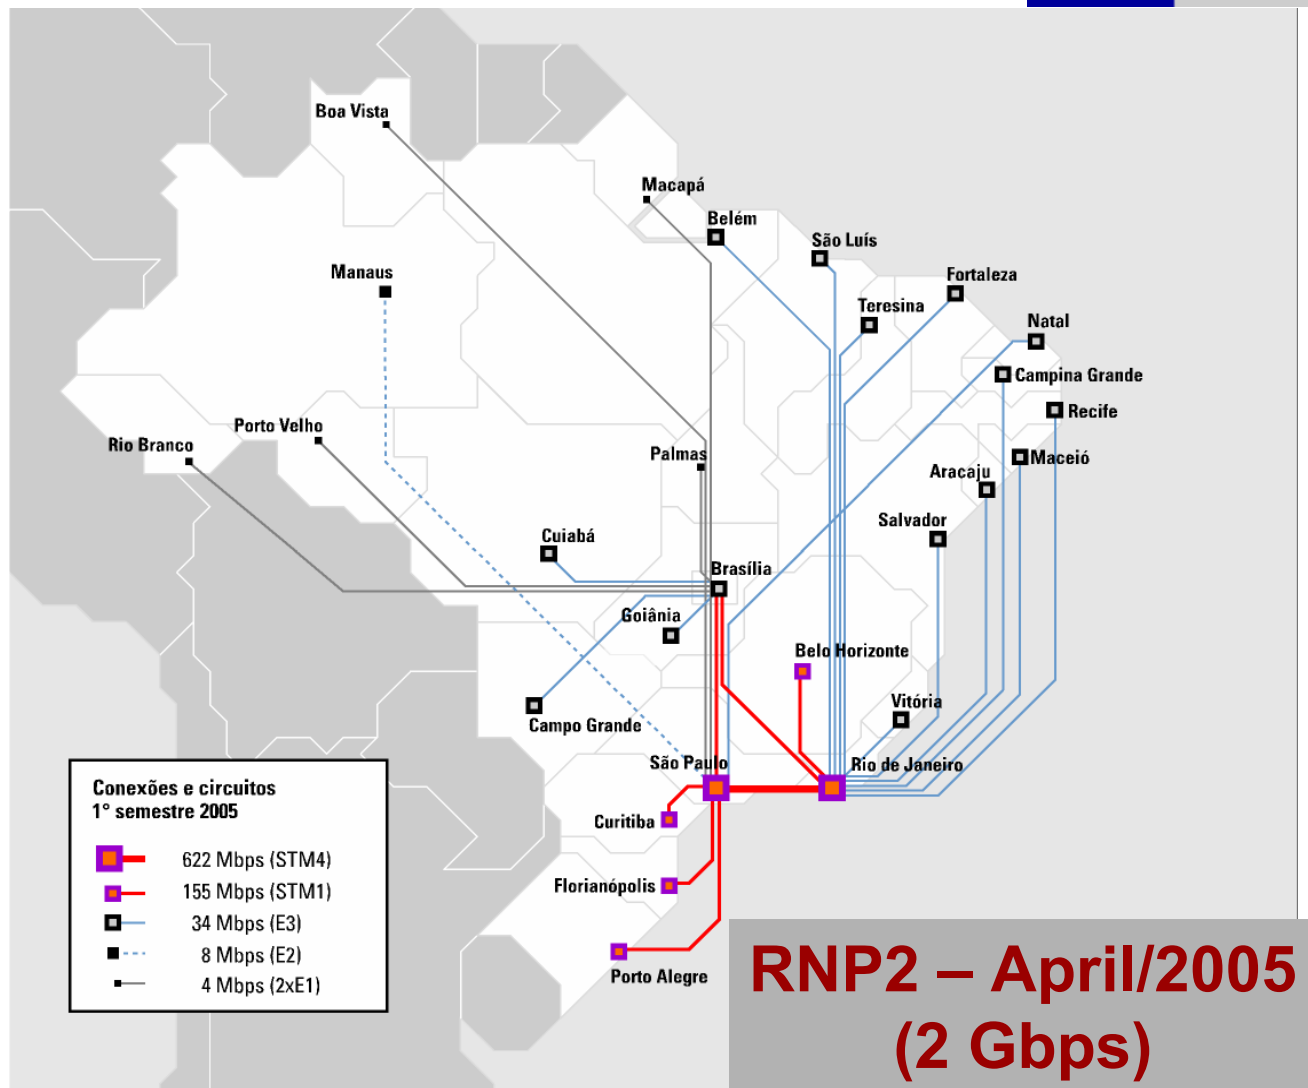 Boa Vista
Macapá
Belém
São Luís
Manaus
Fortaleza
Teresina
Natal
Campina Grande
Recife
Porto Velho
Rio Branco
Palmas
Maceió
Aracaju
Salvador
Cuiabá
Brasília
Goiânia
Belo Horizonte
Vitória
Campo Grande
São Paulo
Rio de Janeiro
Curitiba
Florianópolis
Porto Alegre
Conexões e circuitos
1° semestre 2005
622 Mbps (STM4)
155 Mbps (STM1)
34 Mbps (E3)
8 Mbps (E2)
4 Mbps (2xE1)
RNP2 – April/2005
(2 Gbps)